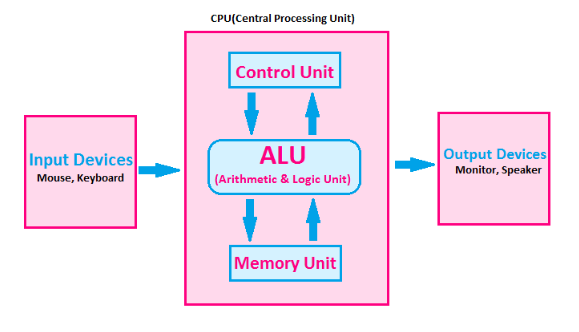 CPU(Central Processing Unit)
Control Unit
Input Devices
Mouse, Keyboard
ALU
(Arithmetic & Logic Unit)
Output Devices
Monitor, Speaker
Memory Unit